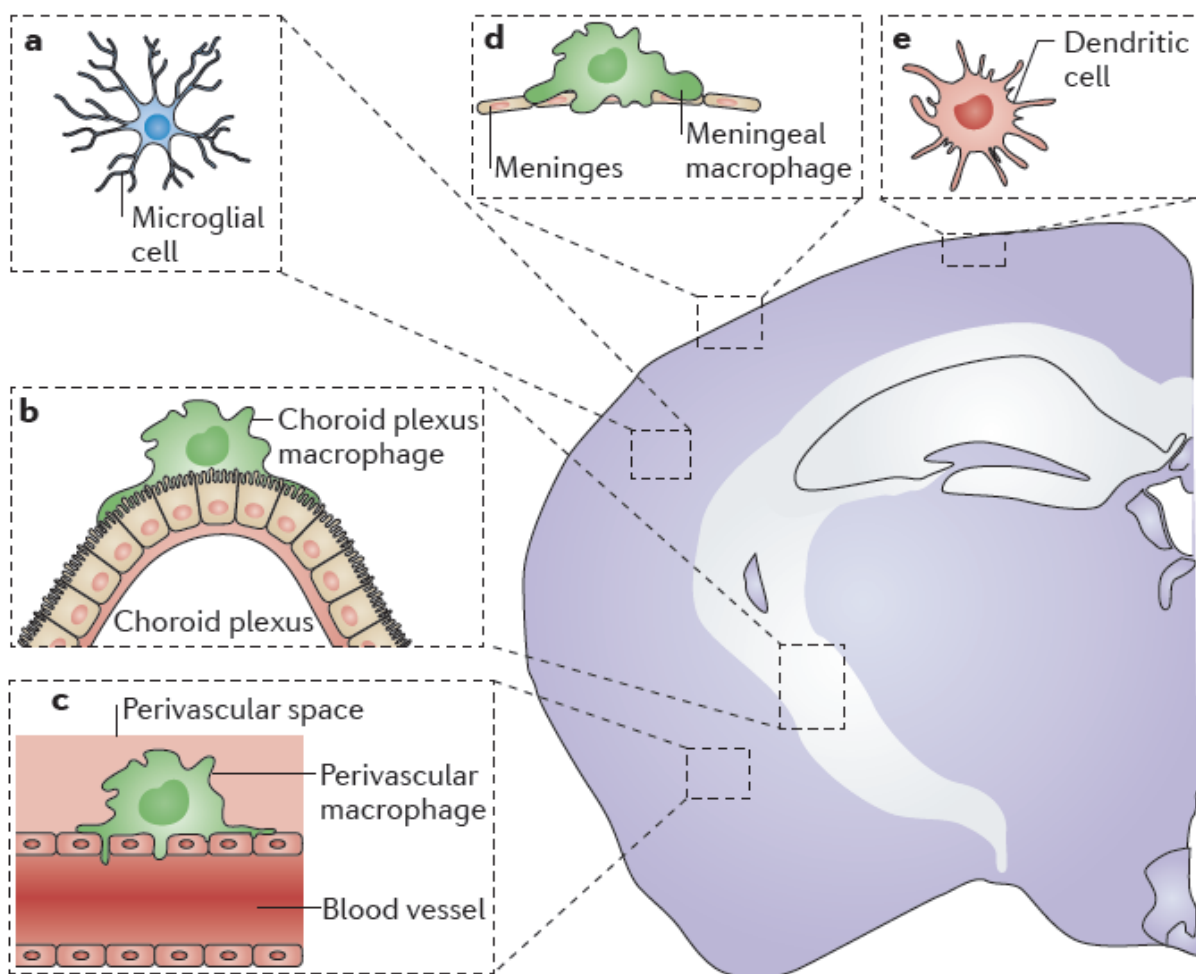 a
Microglial
cell
b
Choroid plexus
macrophage
Choroid plexus
c
Perivascular space
Perivascular
macrophage
Blood vessel
d
Meninges
Meningeal
macrophage
e
Dendritic
cell